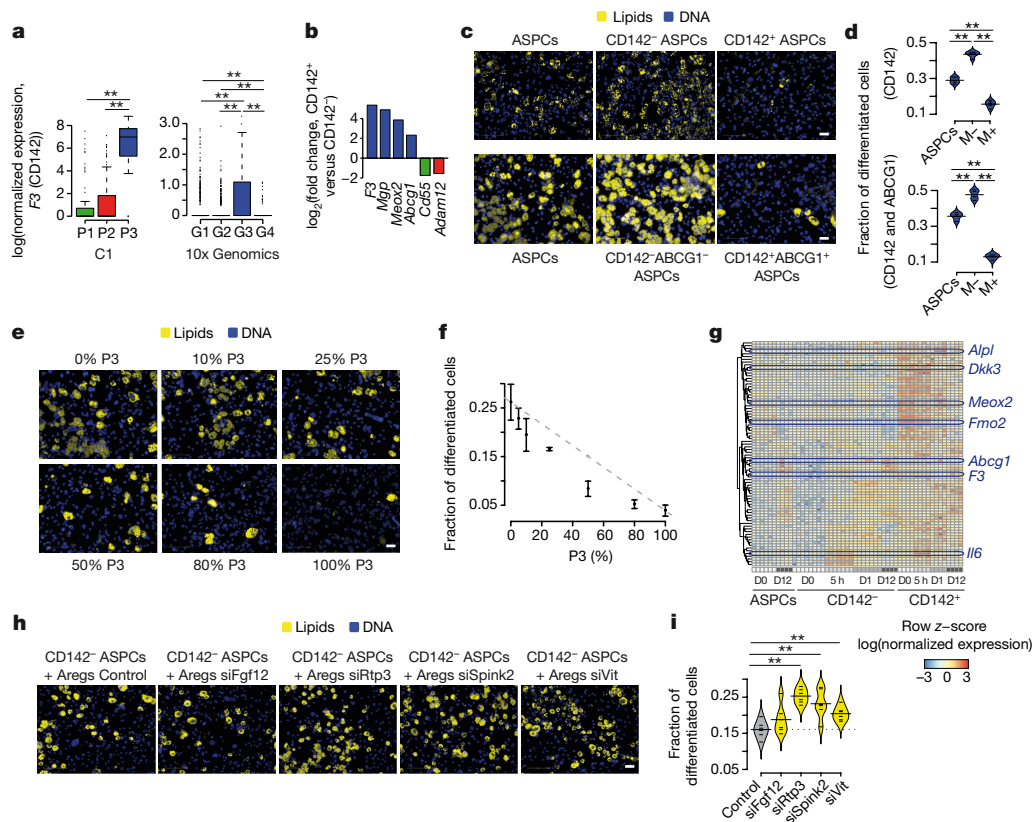 a
log(normalized expression, F3 (CD142))
8
6
4
2
0
P1 P2 P3
C1
**
**
3.0
2.0
1.0
0
G1 G2 G3 G4
10x Genomics
**
**
**
** **
b
log2(fold change, CD142+ versus CD142−)
4
2
0
−2
F3
Mgp
Meox2
Abcg1
Cd55
Adam12
c
Lipids DNA
ASPCs CD142− ASPCs CD142+ ASPCs
ASPCs CD142−ABCG1− ASPCs CD142+ABCG1+ ASPCs
d
Fraction of differentiated cells
(CD142)
0.5
0.3
0.1
**
** **
ASPCs M− M+
(CD142 and ABCG1)
0.5
0.3
0.1
**
** **
ASPCs M− M+
e
Lipids DNA
0% P3 10% P3 25% P3
50% P3 80% P3 100% P3
f
Fraction of differentiated cells
0.25
0.15
0.05
0 20 40 60 80 100
P3 (%)
g
Alpl
Dkk3
Meox2
Fmo2
Abcg1
F3
Il6
D0 D12 D0 5 h D1 D12 D0 5 h D1 D12
ASPCs CD142− CD142+
Row z−score
log(normalized expression)
−3 0 3
h
Lipids DNA
CD142− ASPCs + Aregs Control
CD142− ASPCs + Aregs siFgf12
CD142− ASPCs + Aregs siRtp3
CD142− ASPCs + Aregs siSpink2
CD142− ASPCs + Aregs siVit
i
Fraction of differentiated cells
0.25
0.15
0.05
**
**
**
Control
siFgf12
siRtp3
siSpink2
siVit